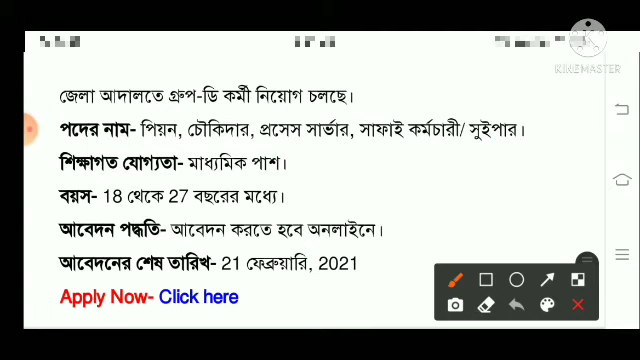 KINEMASTER
জেলা আদালতে গ্রুপ-ডি কর্মী নিয়োগ চলছে।
পদের নাম- পিয়ন, চৌকিদার, প্রসেস সার্ভার, সাফাই কর্মচারী/ সুইপার।
শিক্ষাগত যোগ্যতা- মাধ্যমিক পাশ।
বয়স- 18 থেকে 27 বছরের মধ্যে।
আবেদন পদ্ধতি- আবেদন করতে হবে অনলাইনে।
আবেদনের শেষ তারিখ- 21 ফেব্রুয়ারি, 2021
Apply Now- Click here